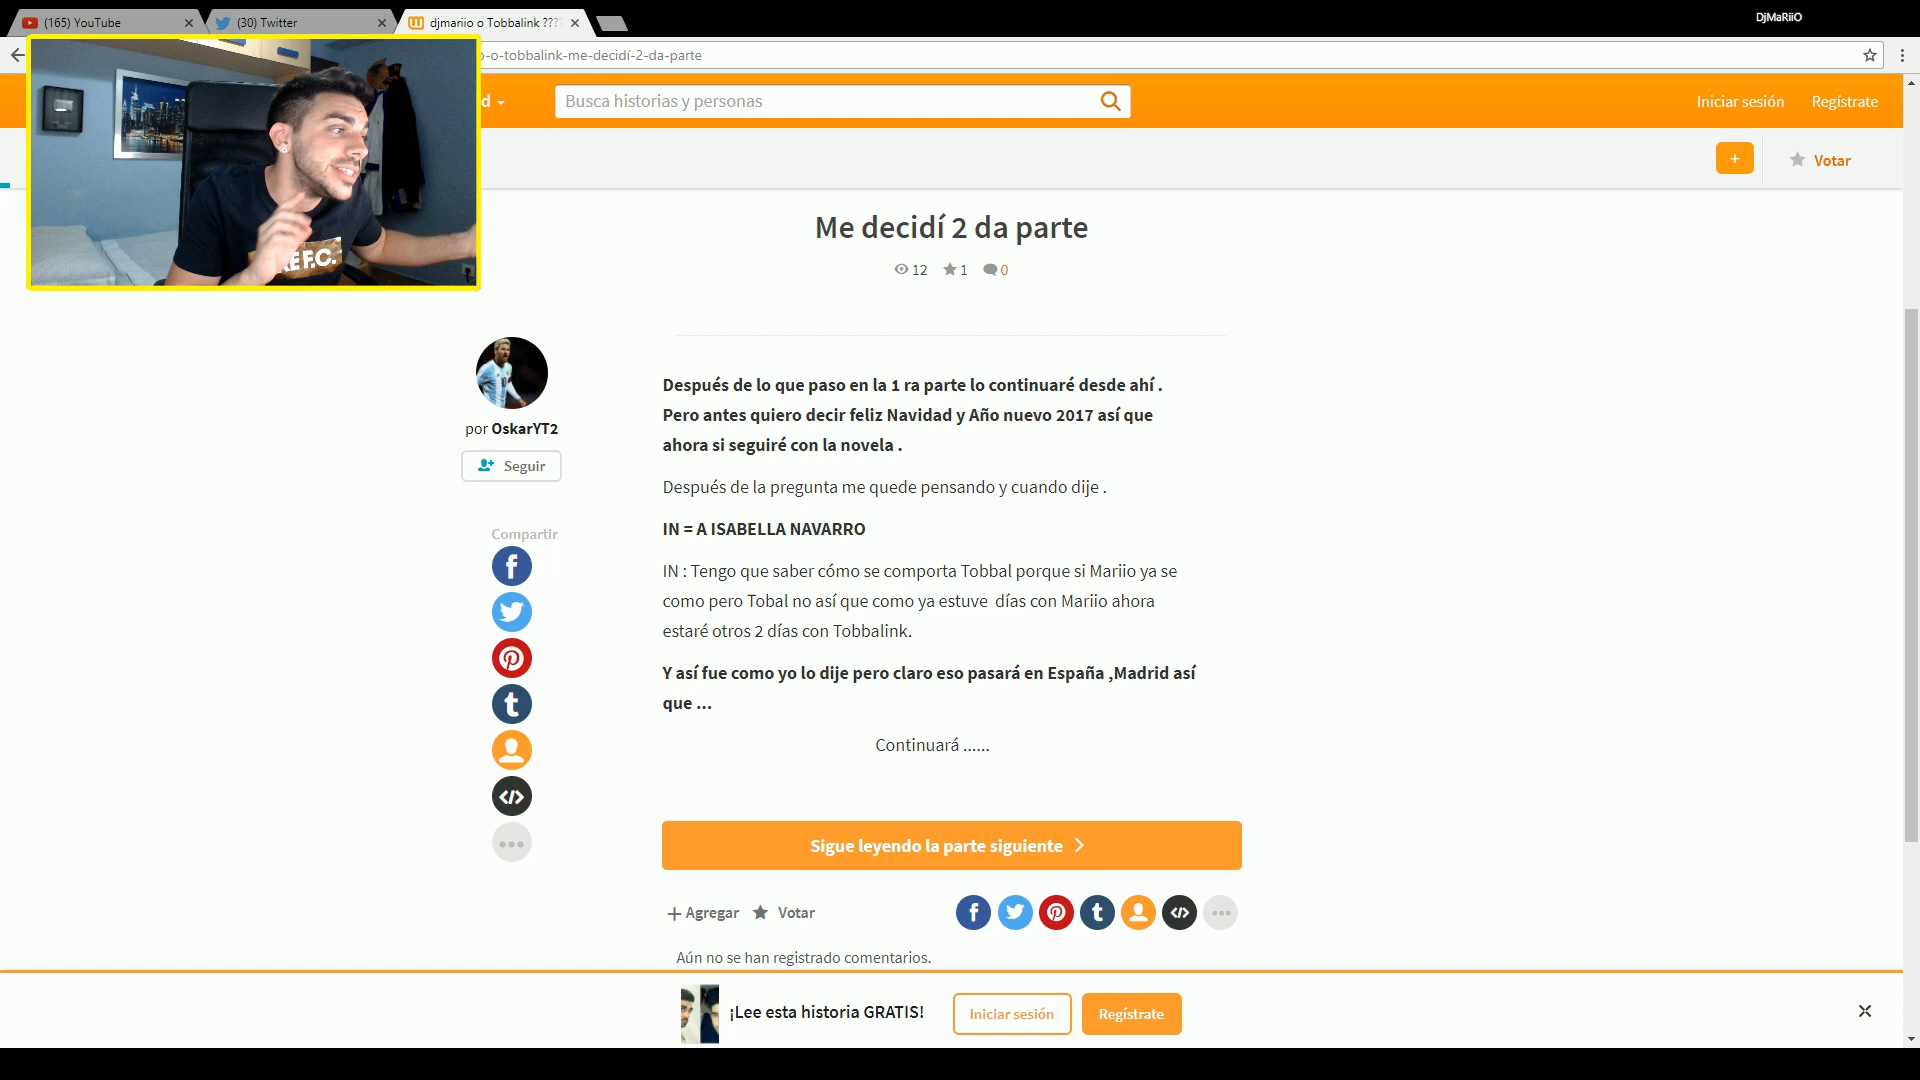 (165) YouTube
(30) Twitter
djmariio o Tobbalink ???
DjMaRiiO
o-o-tobbalink-me-decidí-2-da-parte
d
Busca historias y personas
Iniciar sesión
Regístrate
+
Votar
KE F.C.
Me decidí 2 da parte
12 1 0
Después de lo que paso en la 1 ra parte lo continuaré desde ahí .
Pero antes quiero decir feliz Navidad y Año nuevo 2017 así que
ahora si seguiré con la novela .
por OskarYT2
Seguir
Después de la pregunta me quede pensando y cuando dije .
IN = A ISABELLA NAVARRO
Compartir
IN : Tengo que saber cómo se comporta Tobbal porque si Mariio ya se
como pero Tobal no así que como ya estuve días con Mariio ahora
estaré otros 2 días con Tobbalink.
Y así fue como yo lo dije pero claro eso pasará en España ,Madrid así
que ...
Continuará ......
Sigue leyendo la parte siguiente
Agregar
Votar
Aún no se han registrado comentarios.
¡Lee esta historia GRATIS!
Iniciar sesión
Regístrate